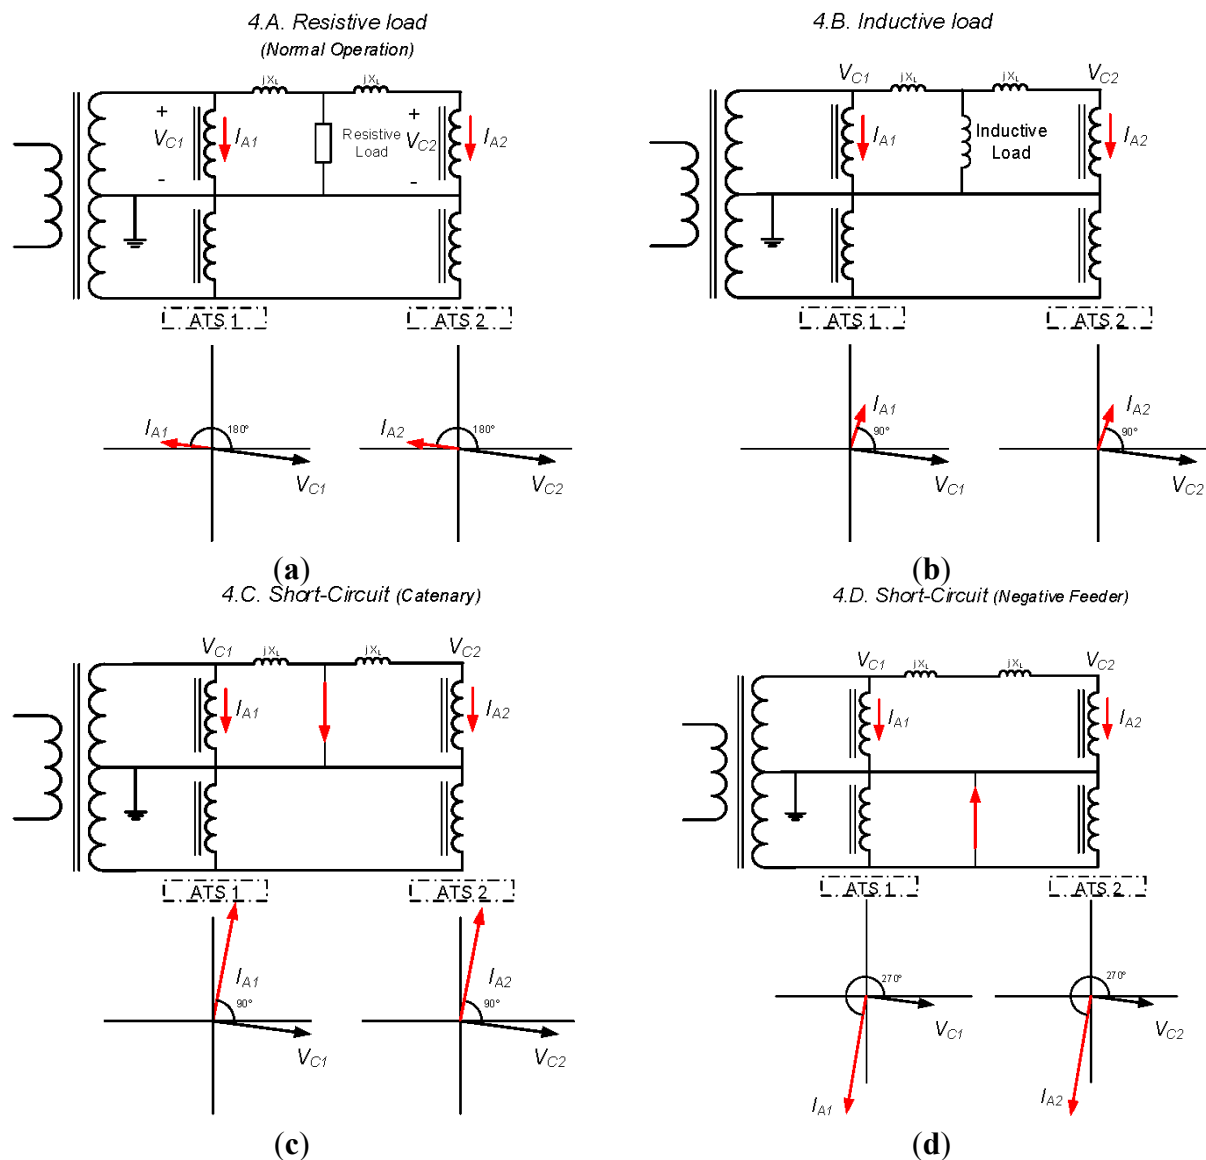 4.A. Resistive load
(Normal Operation)
4.B. Inductive load
jXL
jXL
+
VC1
-
IA1
Resistive
Load
+
VC2
-
IA2
ATS 1
ATS 2
VC1
jXL
jXL
VC2
IA1
Inductive
Load
IA2
ATS 1
ATS 2
IA1
180°
VC1
IA2
180°
VC2
IA1
90°
VC1
IA2
90°
VC2
(a)
(b)
4.C. Short-Circuit (Catenary)
4.D. Short-Circuit (Negative Feeder)
VC1
jXL
jXL
VC2
IA1
IA2
ATS 1
ATS 2
VC1
jXL
jXL
VC2
IA1
IA2
ATS 1
ATS 2
IA1
90°
VC1
IA2
90°
VC2
270°
VC1
IA1
270°
VC2
IA2
(c)
(d)